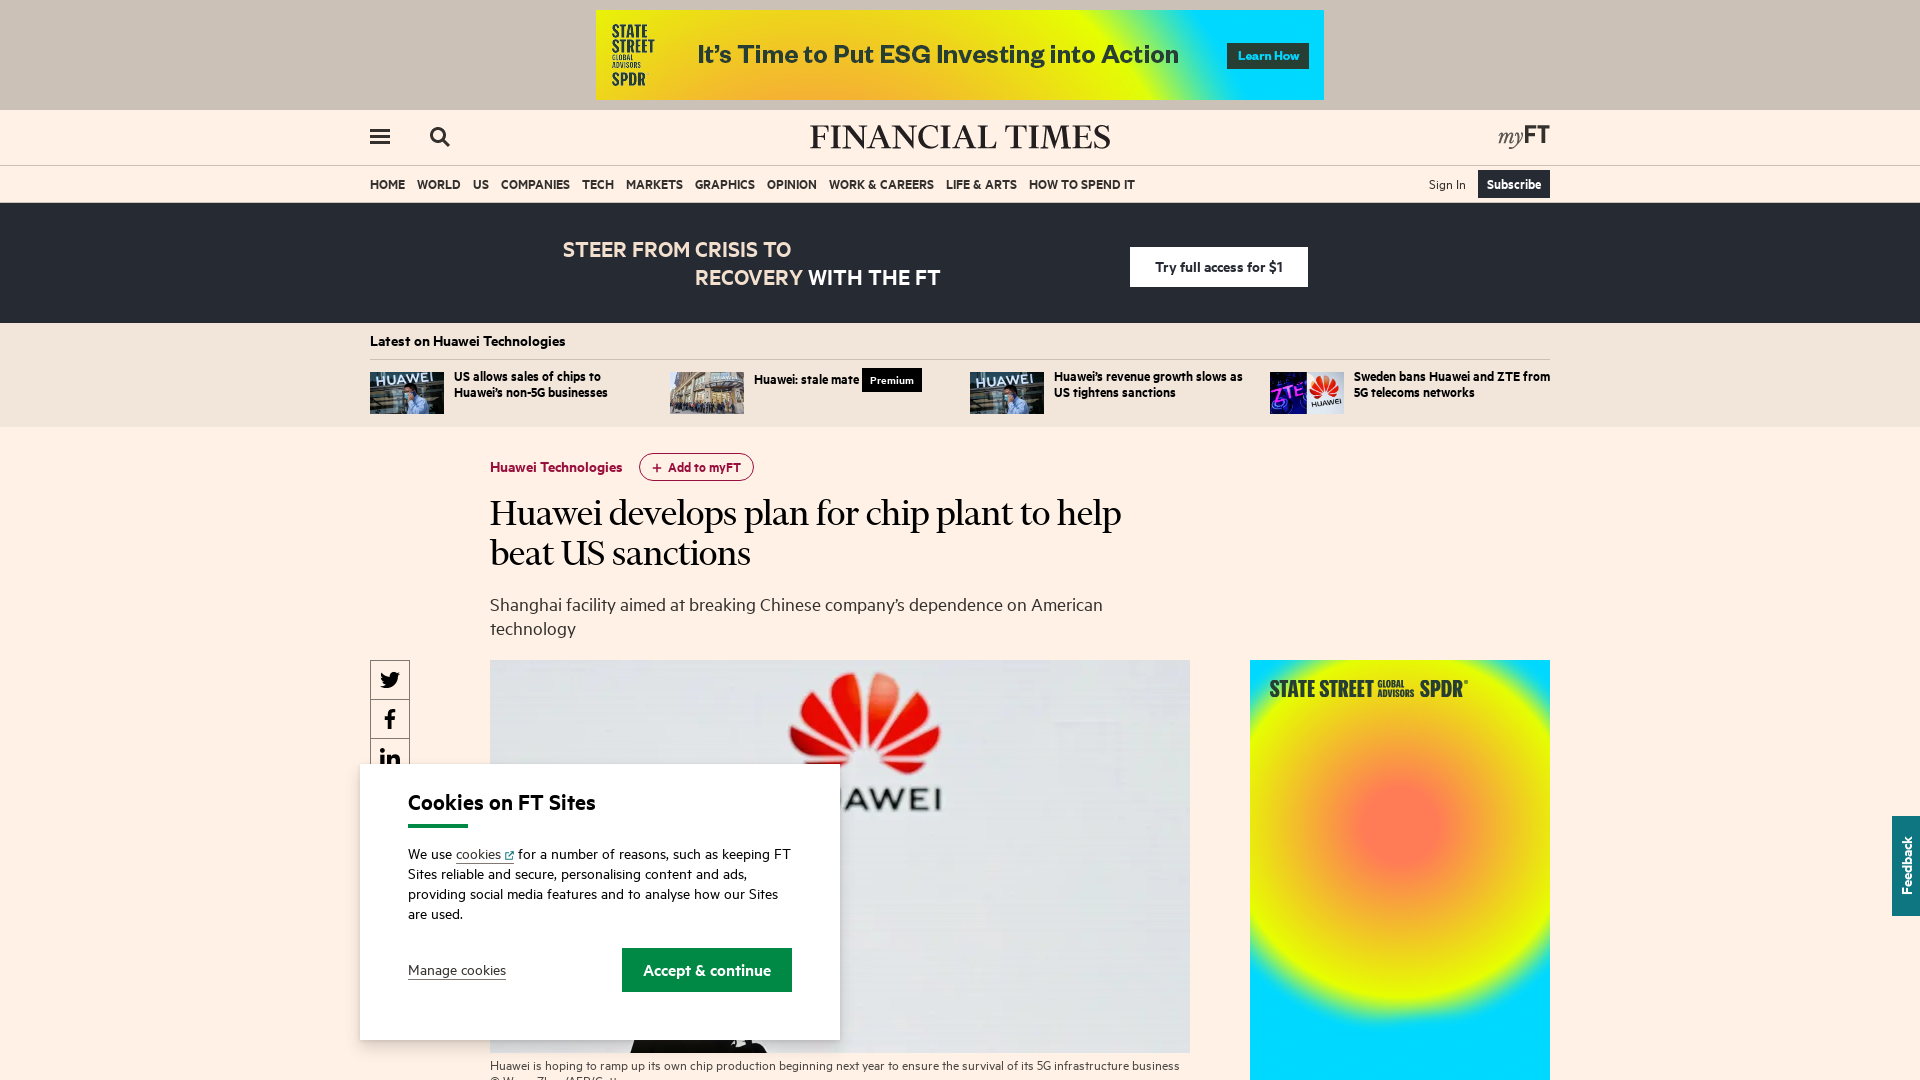 STATE
STREET
GLOBAL
ADVISORS
SPDR
It's Time to Put ESG Investing into Action
Learn How
FINANCIAL TIMES
myFT
HOME WORLD US COMPANIES TECH MARKETS GRAPHICS OPINION WORK & CAREERS LIFE & ARTS HOW TO SPEND IT
Sign In Subscribe
STEER FROM CRISIS TO
RECOVERY WITH THE FT
Try full access for $1
Latest on Huawei Technologies
HUAWEI
US allows sales of chips to
Huawei's non-5G businesses
Huawei: stale mate Premium
HUAWEI
Huawei's revenue growth slows as
US tightens sanctions
ZTE
HUAWEI
Sweden bans Huawei and ZTE from
5G telecoms networks
Huawei Technologies + Add to myFT
Huawei develops plan for chip plant to help
beat US sanctions
Shanghai facility aimed at breaking Chinese company's dependence on American
technology
STATE STREET GLOBAL ADVISORS SPDR®
AWEI
Cookies on FT Sites
We use cookies for a number of reasons, such as keeping FT
Sites reliable and secure, personalising content and ads,
providing social media features and to analyse how our Sites
are used.
Manage cookies
Accept & continue
Feedback
Huawei is hoping to ramp up its own chip production beginning next year to ensure the survival of its 5G infrastructure business